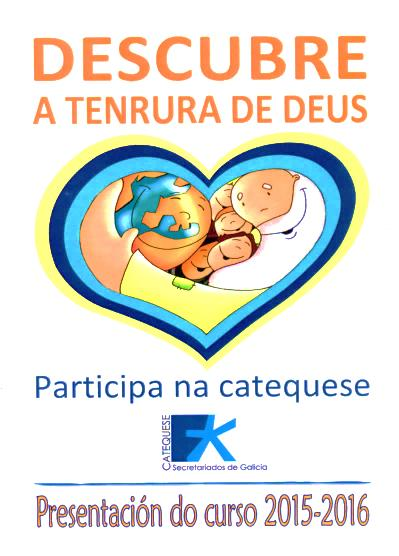 DESCUBRE
A TENRURA DE DEUS
Participa na catequese
CATEQUESE
Secretariados de Galicia
Presentación do curso 2015-2016